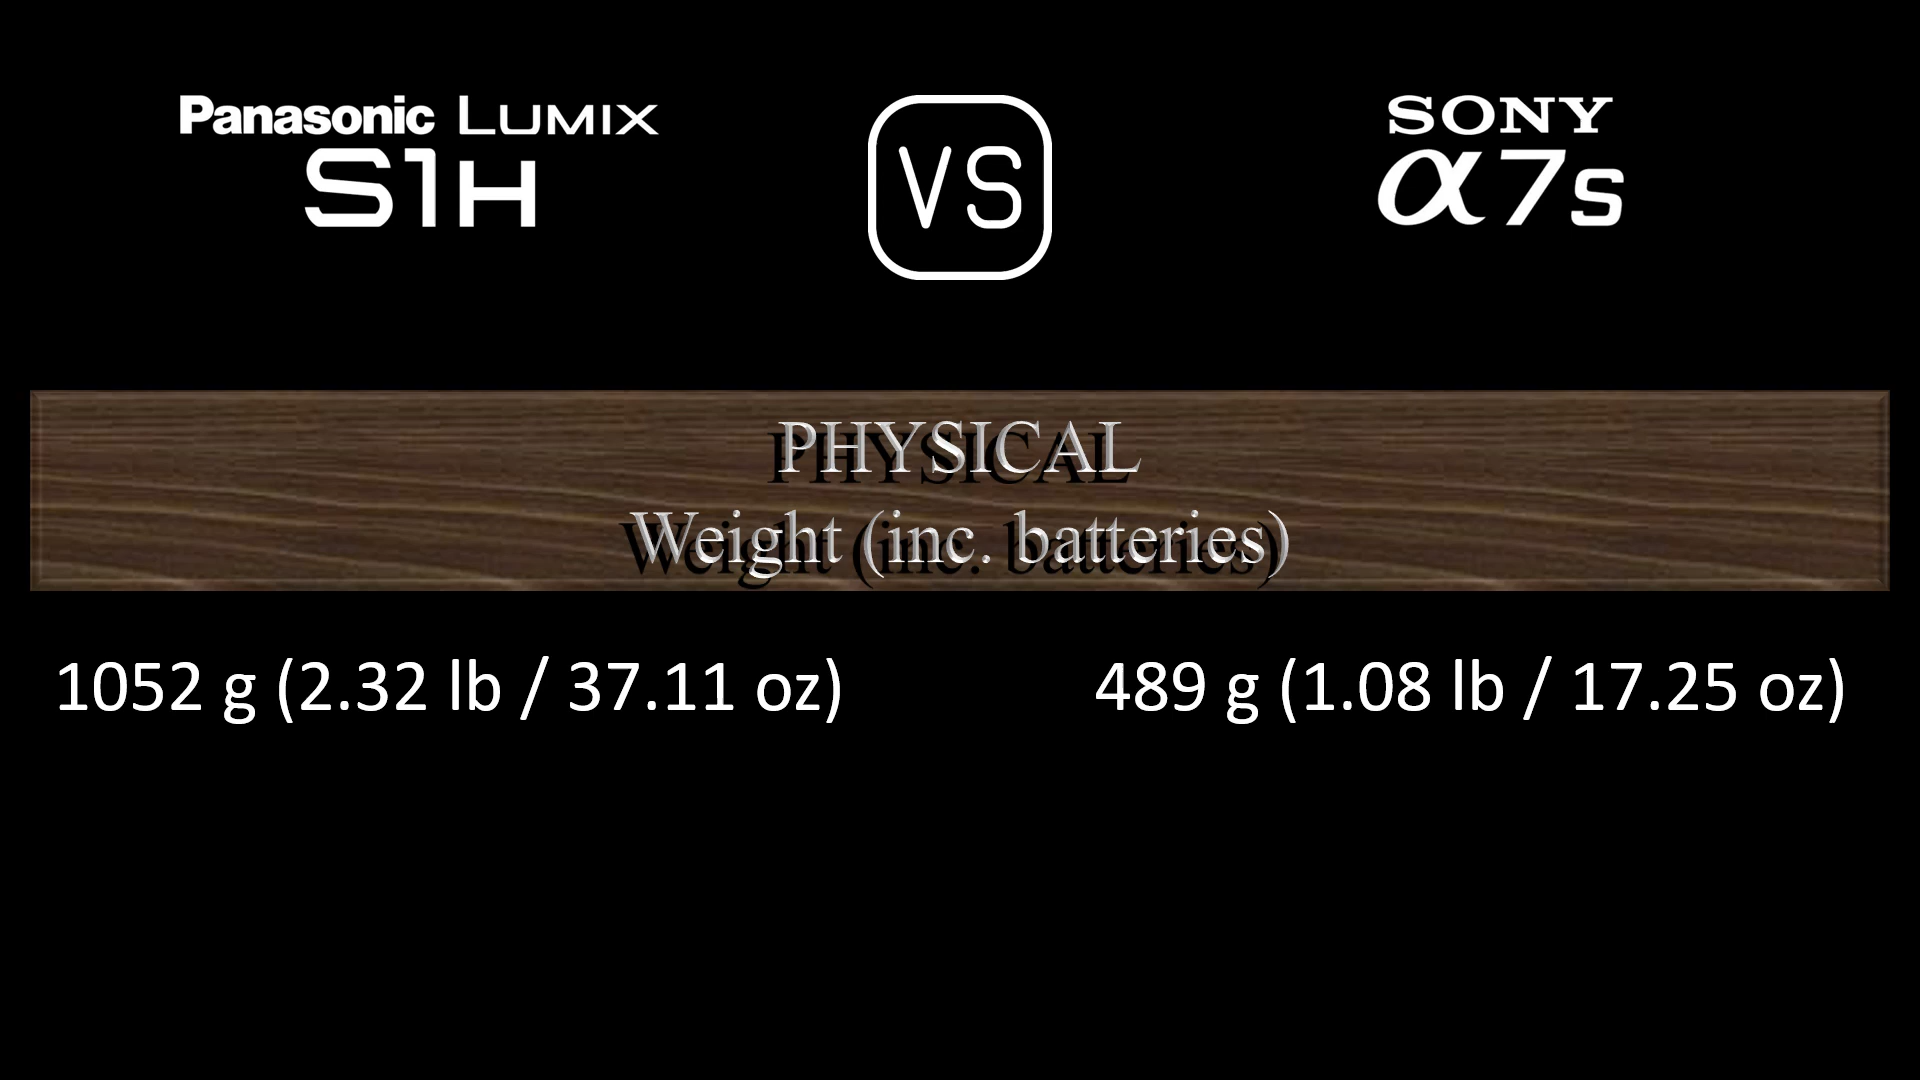 Panasonic LUMIX
S1H
VS
SONY
α7s
PHYSICAL
Weight (inc. batteries)
1052 g (2.32 lb / 37.11 oz)
489 g (1.08 lb / 17.25 oz)